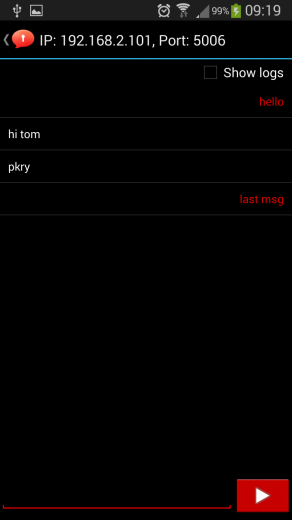 99% 09:19
IP: 192.168.2.101, Port: 5006
Show logs
hello
hi tom
pkry
last msg